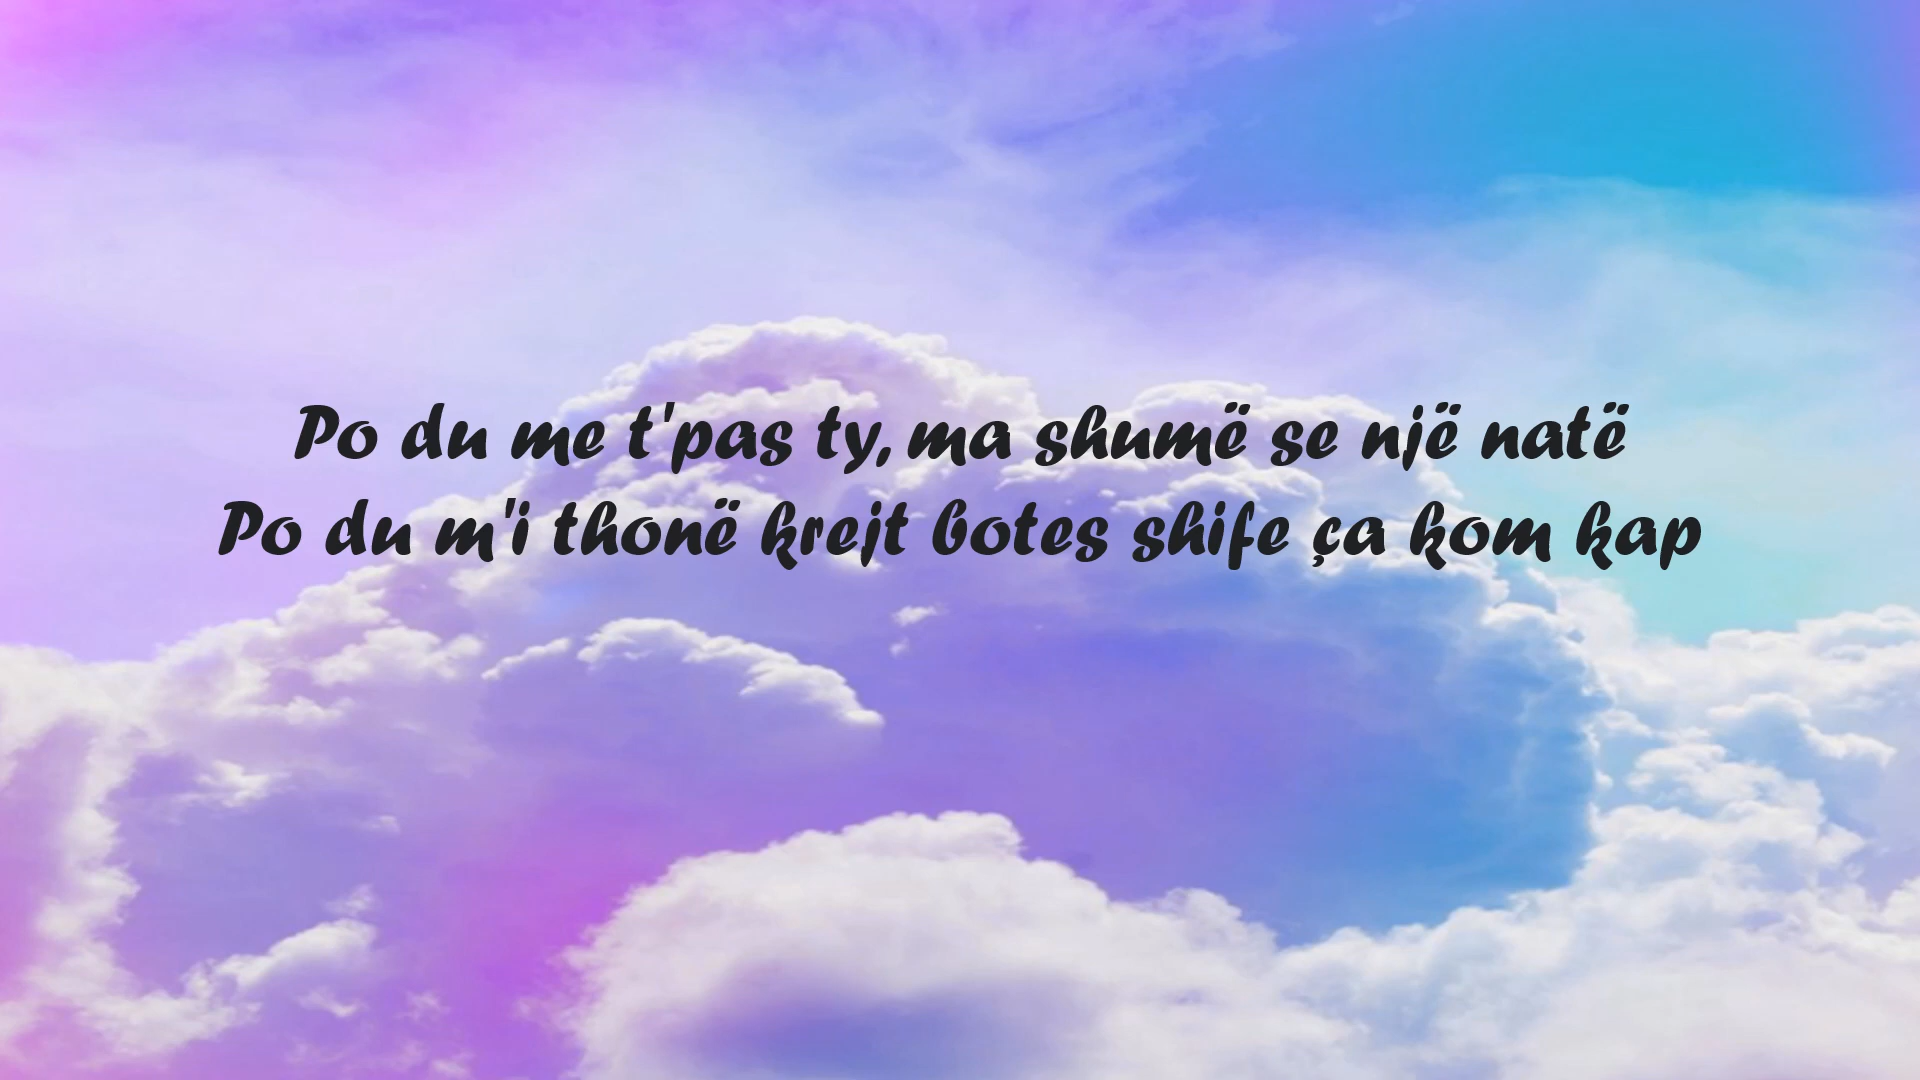 Po du me t'pas ty, ma shumë se një natë
Po du m'i thonë krejt botes shife ça kom kap